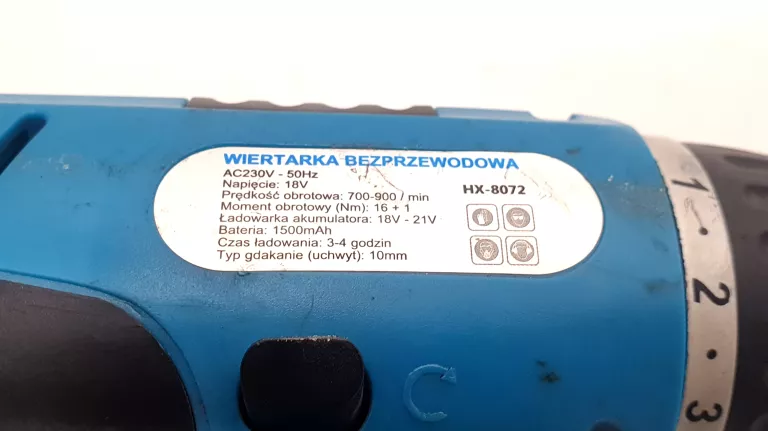 WIERTARKA BEZPRZEWODOWA
AC230V - 50Hz
Napięcie: 18V
Prędkość obrotowa: 700-900 / min
Moment obrotowy (Nm): 16 + 1
Ładowarka akumulatora: 18V - 21V
Bateria: 1500mAh
Czas ładowania: 3-4 godzin
Typ gdakanie (uchwyt): 10mm
HX-8072
1
2
3